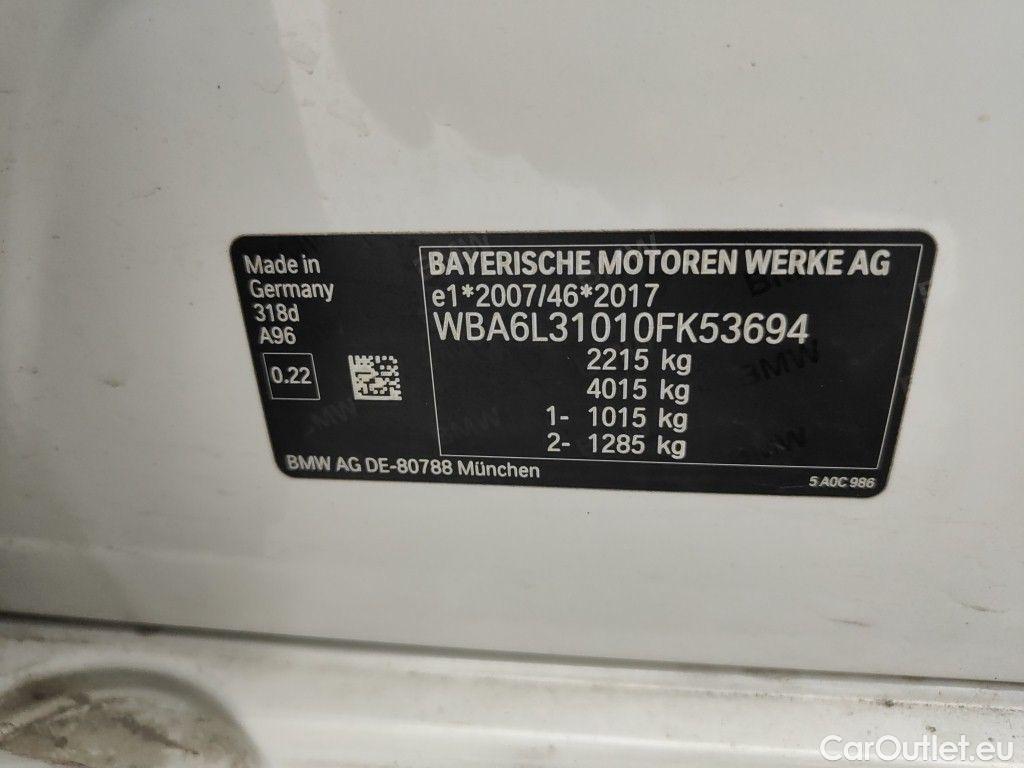 Made in
Germany
318d
A96
0.22
BAYERISCHE MOTOREN WERKE AG
e1*2007/46*2017
WBA6L31010FK53694
2215 kg
4015 kg
1- 1015 kg
2- 1285 kg
BMW AG DE-80788 München
5 A0C 986
CarOutlet.eu